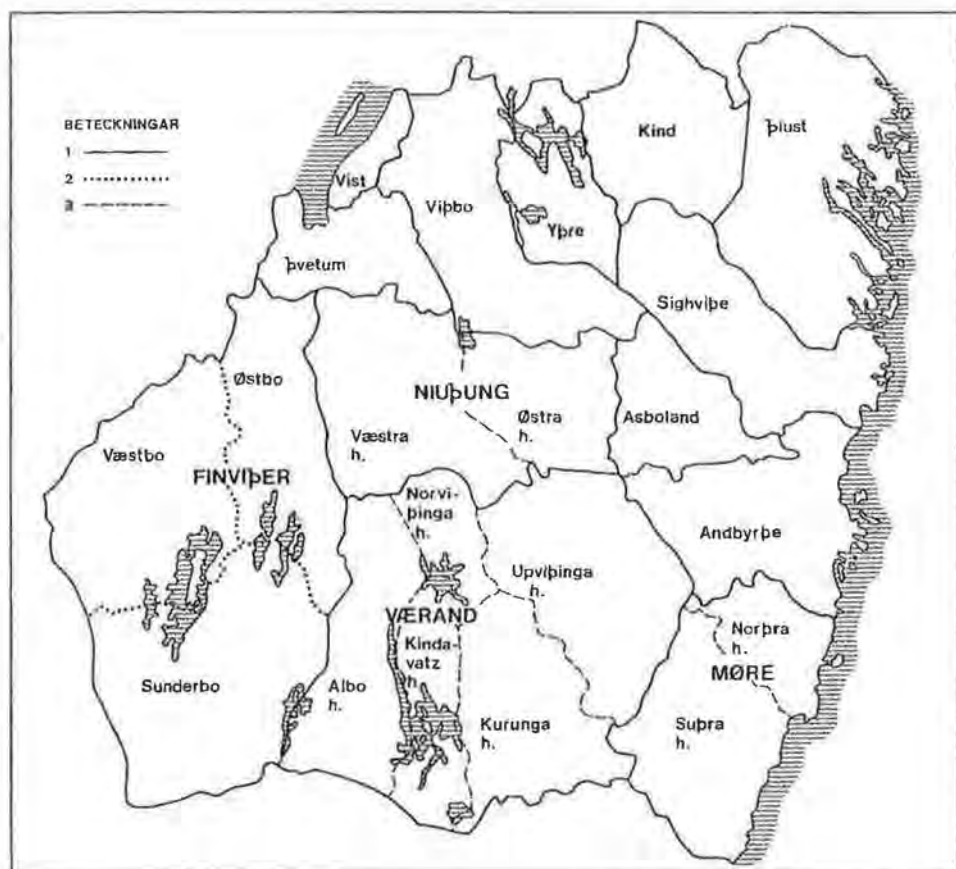 BETECKNINGAR
1
2
3
Kind
þiust
Vist
Viþbo
Yþre
þvetum
Sighviþe
Østbo
NIUÞUNG
Østra
h.
Asboland
Væstbo
Væstra
h.
FINVIÞER
Norvi-
þinga
h.
Andbyrþe
Upviþinga
h.
VÆRAND
Norþra
h.
Kinda-
vatz
h.
MØRE
Sunderbo
Albo
h.
Kurunga
h.
Suþra
h.